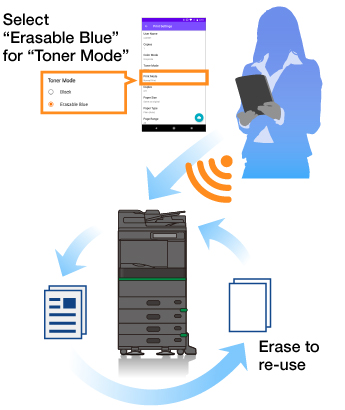 Select
“Erasable Blue”
for “Toner Mode”
Toner Mode
Black
Erasable Blue
Print Settings
User Name
Copies
Color Mode
Toner Mode
Print Mode
Duplex
Paper Size
Paper Type
Page Range
Erase to
re-use